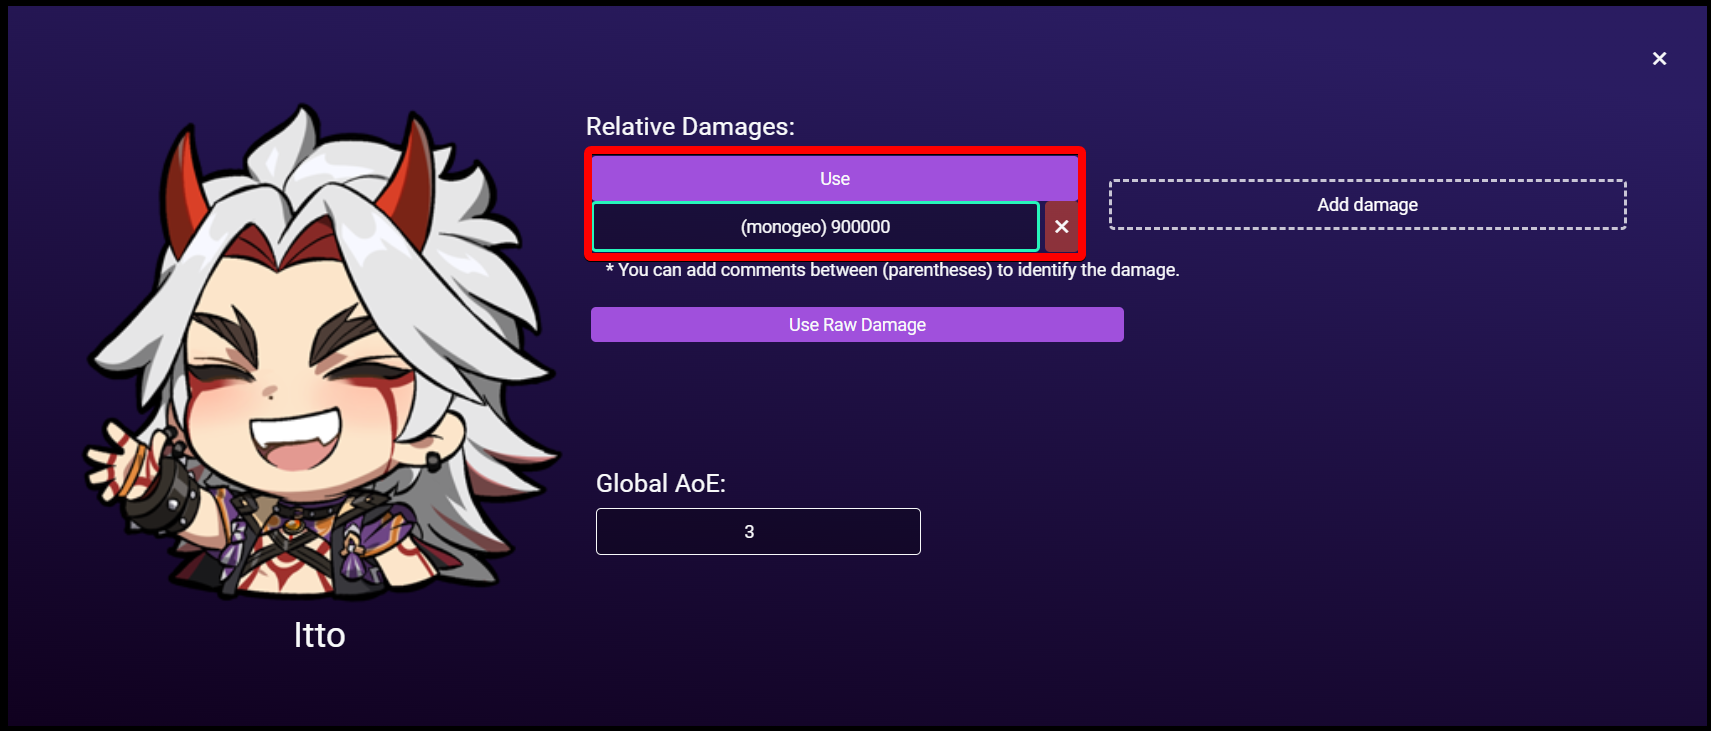 Relative Damages:
Use
(monogeo) 900000
Add damage
* You can add comments between (parentheses) to identify the damage.
Use Raw Damage
Global AoE:
3
Itto